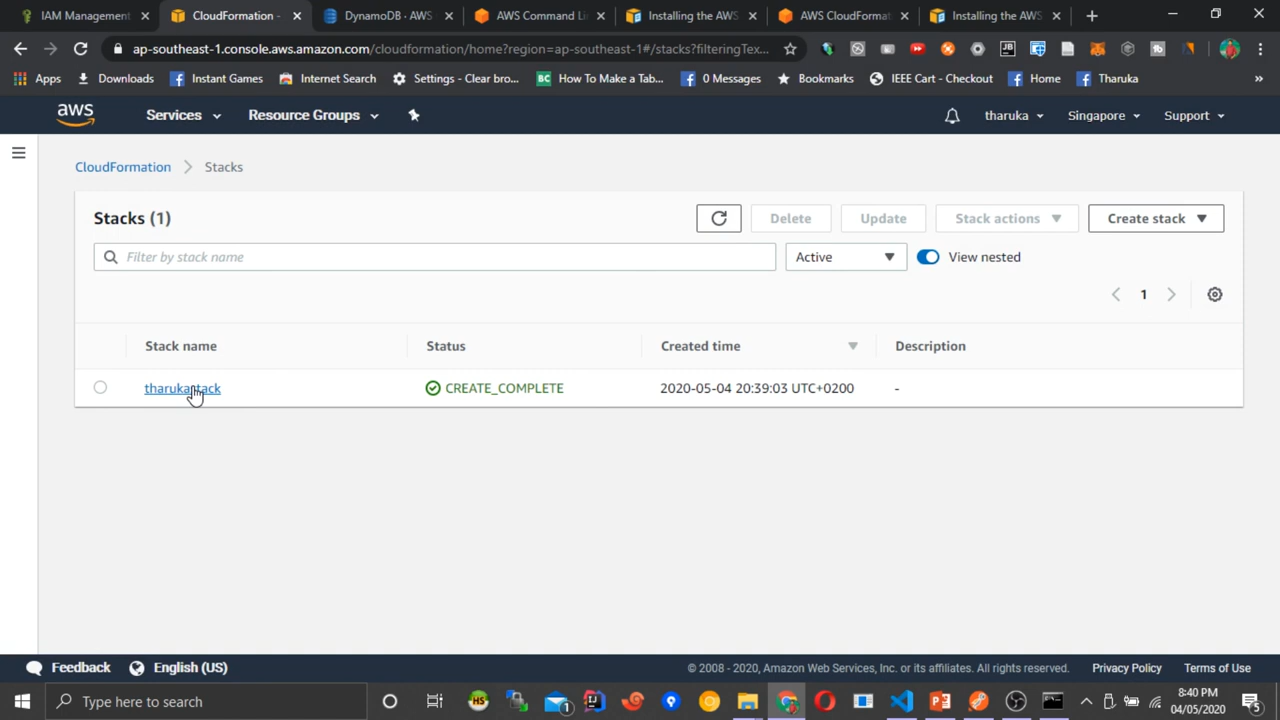 IAM Management
CloudFormation -
DynamoDB · AWS
AWS Command Li
Installing the AWS
AWS CloudFormat
Installing the AWS
ap-southeast-1.console.aws.amazon.com/cloudformation/home?region=ap-southeast-1#/stacks?filteringTex...
Apps
Downloads
Instant Games
Internet Search
Settings - Clear bro...
BC
How To Make a Tab...
0 Messages
Bookmarks
IEEE Cart - Checkout
Home
Tharuka
»
aws
Services
Resource Groups
tharuka
Singapore
Support
CloudFormation
Stacks
Stacks (1)
Delete
Update
Stack actions
Create stack
Filter by stack name
Active
View nested
1
Stack name
Status
Created time
Description
tharukastack
CREATE_COMPLETE
2020-05-04 20:39:03 UTC+0200
-
Feedback
English (US)
© 2008 - 2020, Amazon Web Services, Inc. or its affiliates. All rights reserved.
Privacy Policy
Terms of Use
Type here to search
8:40 PM
04/05/2020
5